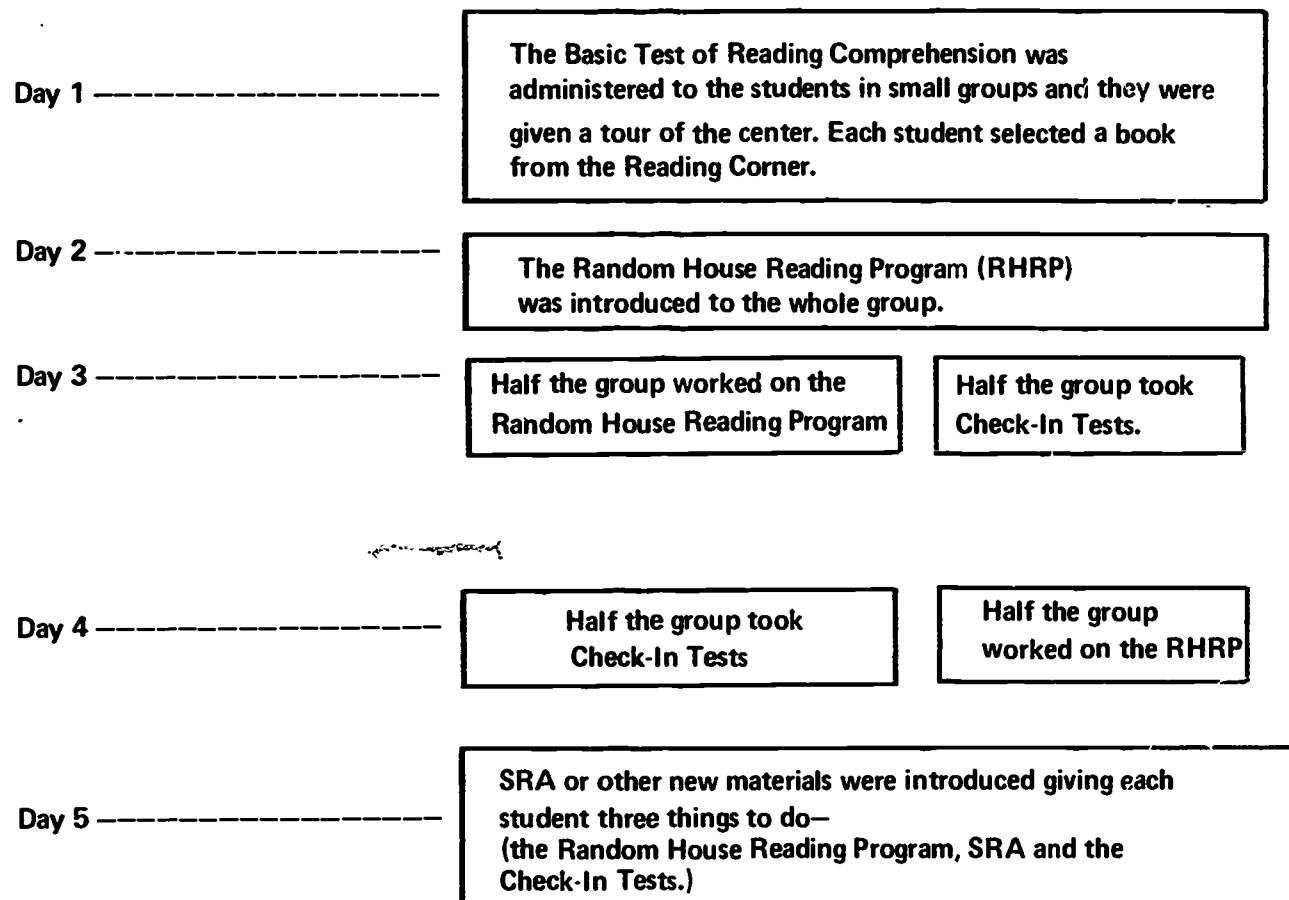 Day 1
The Basic Test of Reading Comprehension was
administered to the students in small groups and they were
given a tour of the center. Each student selected a book
from the Reading Corner.
Day 2
The Random House Reading Program (RHRP)
was introduced to the whole group.
Day 3
Half the group worked on the
Random House Reading Program
Half the group took
Check-In Tests.
Day 4
Half the group took
Check-In Tests
Half the group
worked on the RHRP
Day 5
SRA or other new materials were introduced giving each
student three things to do—
(the Random House Reading Program, SRA and the
Check-In Tests.)